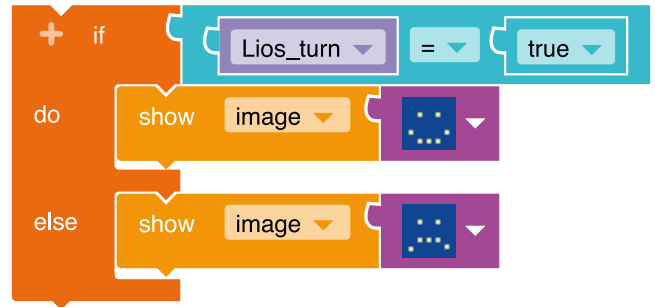 if Lios_turn = true
do show image
else show image